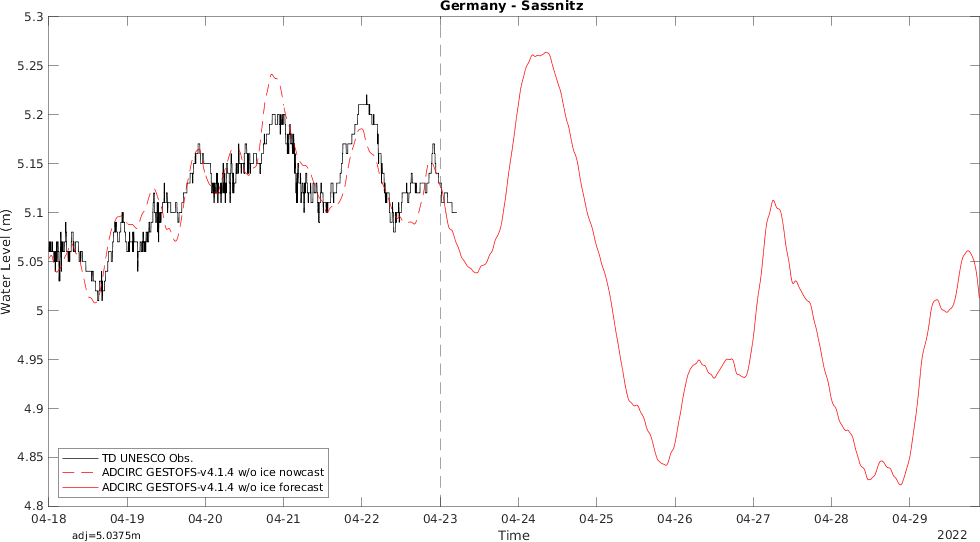 Germany - Sassnitz
5.3
5.25
5.2
5.15
5.1
5.05
5
4.95
4.9
4.85
4.8
Water Level (m)
TD UNESCO Obs.
ADCIRC GESTOFS-v4.1.4 w/o ice nowcast
ADCIRC GESTOFS-v4.1.4 w/o ice forecast
04-18 04-19 04-20 04-21 04-22 04-23 04-24 04-25 04-26 04-27 04-28 04-29
adj=5.0375m Time 2022